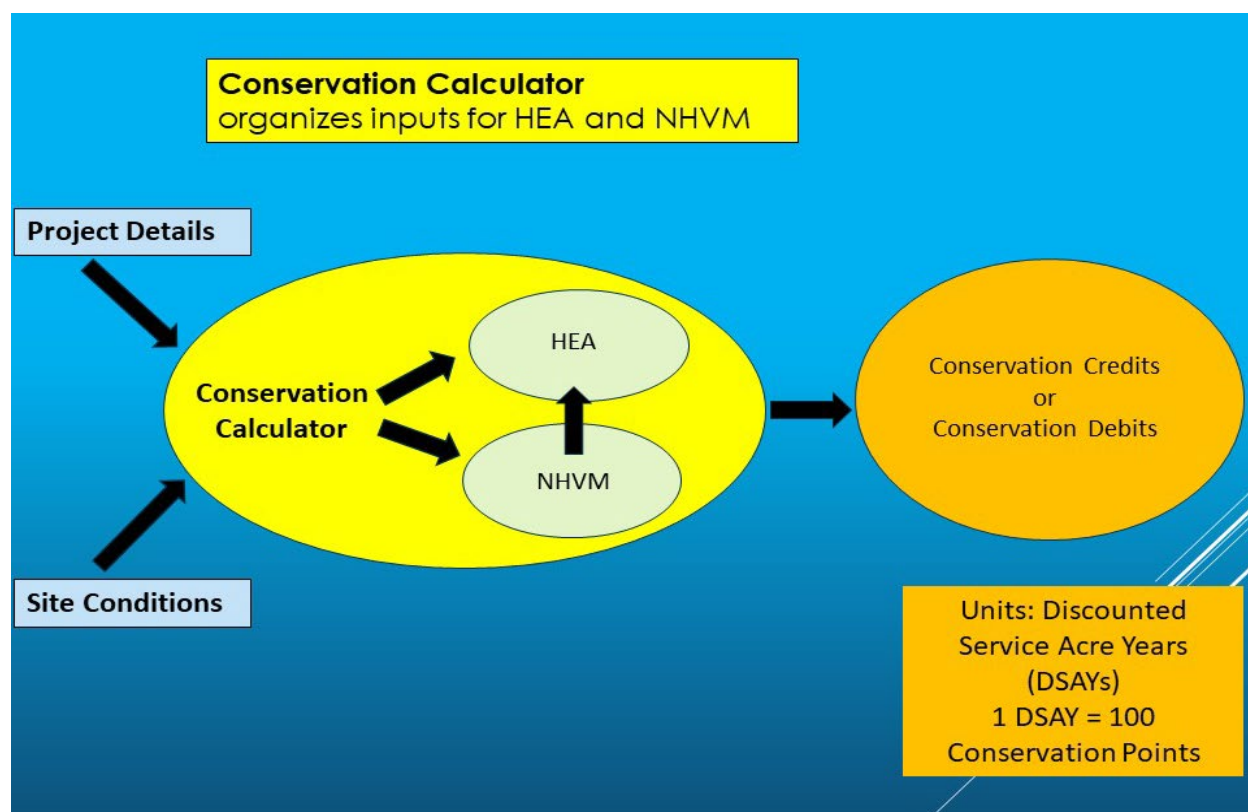 Conservation Calculator
organizes inputs for HEA and NHVM
Project Details
HEA
Conservation
Calculator
NHVM
Site Conditions
Conservation Credits
or
Conservation Debits
Units: Discounted
Service Acre Years
(DSAYs)
1 DSAY = 100
Conservation Points